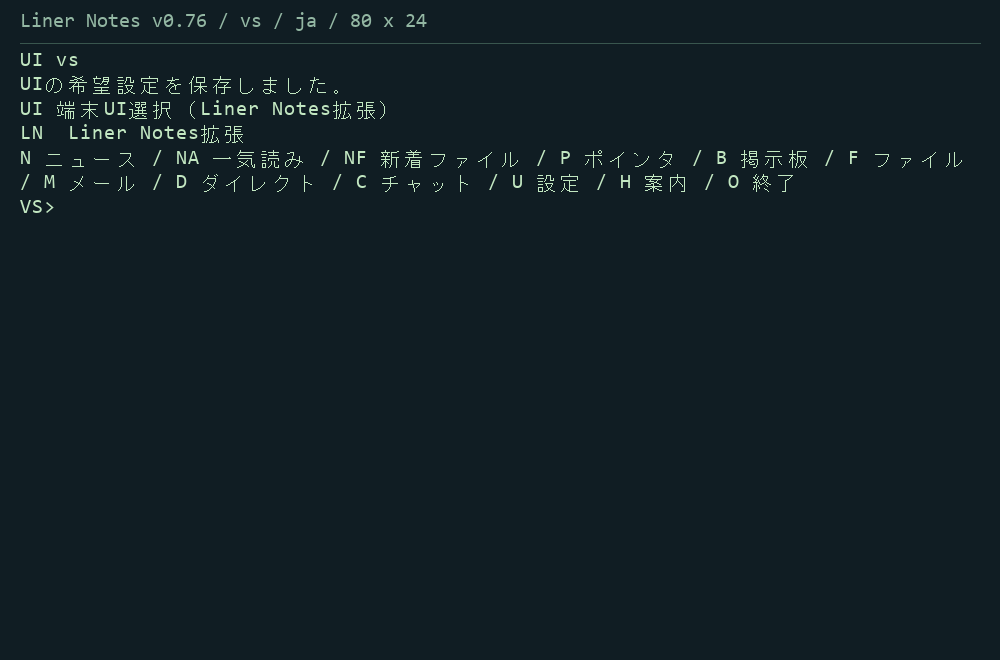 Liner Notes v0.76 / vs / ja / 80 x 24
UI vs
UIの希望設定を保存しました。
UI 端末UI選択（Liner Notes拡張）
LN  Liner Notes拡張
N ニュース / NA 一気読み / NF 新着ファイル / P ポインタ / B 掲示板 / F ファイル
/ M メール / D ダイレクト / C チャット / U 設定 / H 案内 / O 終了
VS>